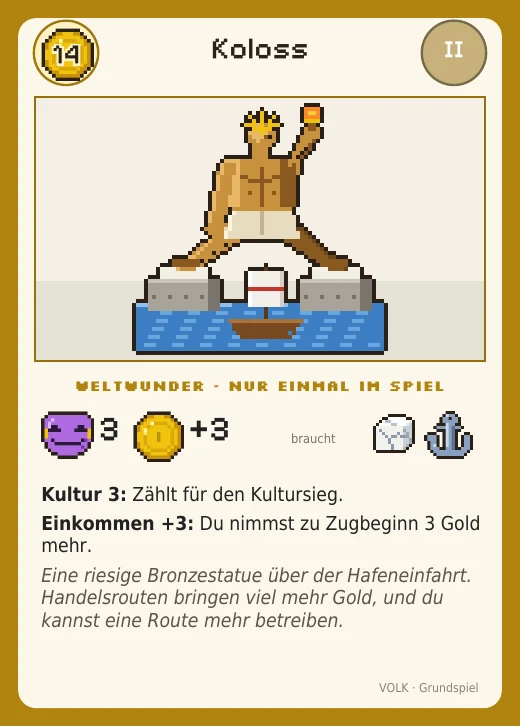 14
Koloss
II
WELTWUNDER · NUR EINMAL IM SPIEL
3 +3 braucht
Kultur 3: Zählt für den Kultursieg.
Einkommen +3: Du nimmst zu Zugbeginn 3 Gold
mehr.
Eine riesige Bronzestatue über der Hafeneinfahrt.
Handelsrouten bringen viel mehr Gold, und du
kannst eine Route mehr betreiben.
VOLK · Grundspiel